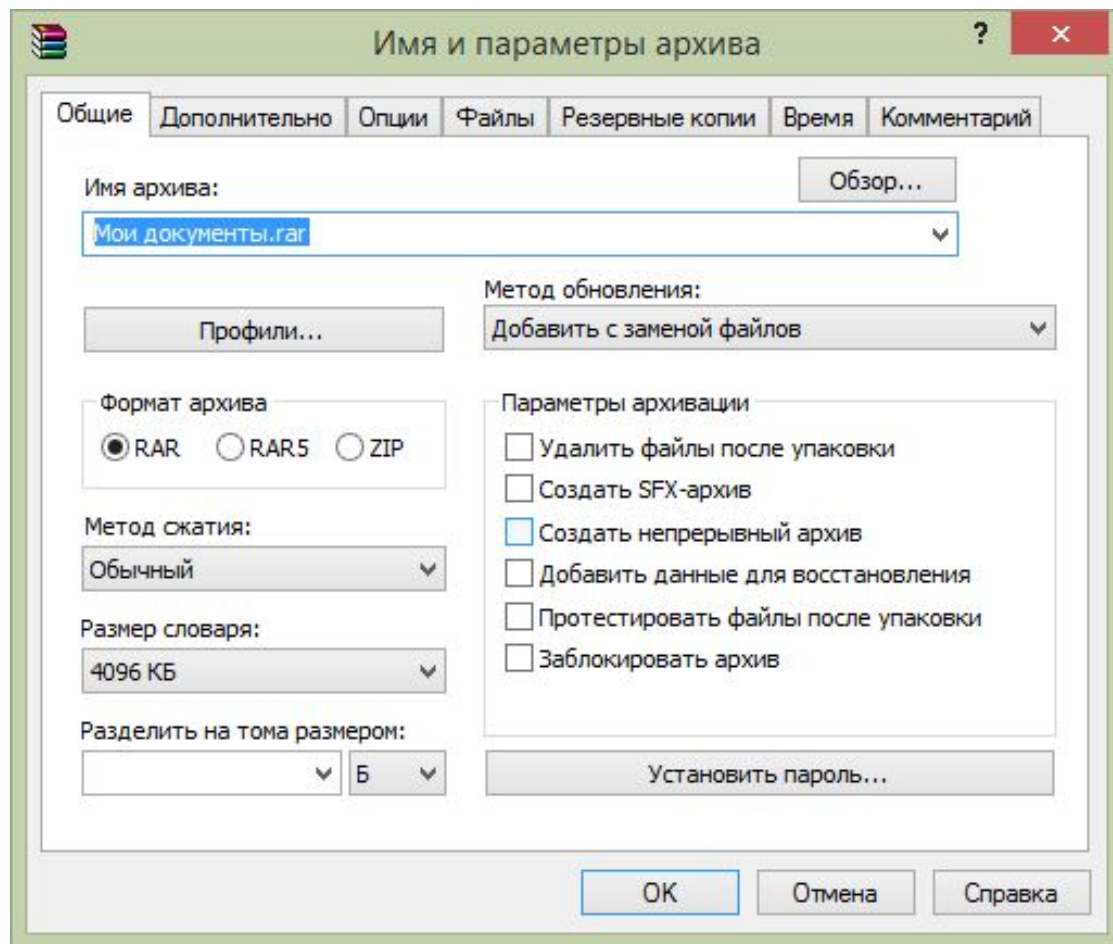 Имя и параметры архива
?
Общие Дополнительно Опции Файлы Резервные копии Время Комментарий
Имя архива:
Обзор...
Мои документы.rar
Метод обновления:
Профили...
Добавить с заменой файлов
Формат архива
RAR RAR5 ZIP
Метод сжатия:
Обычный
Размер словаря:
4096 КБ
Разделить на тома размером:
Б
Параметры архивации
Удалить файлы после упаковки
Создать SFX-архив
Создать непрерывный архив
Добавить данные для восстановления
Протестировать файлы после упаковки
Заблокировать архив
Установить пароль...
ОК Отмена Справка